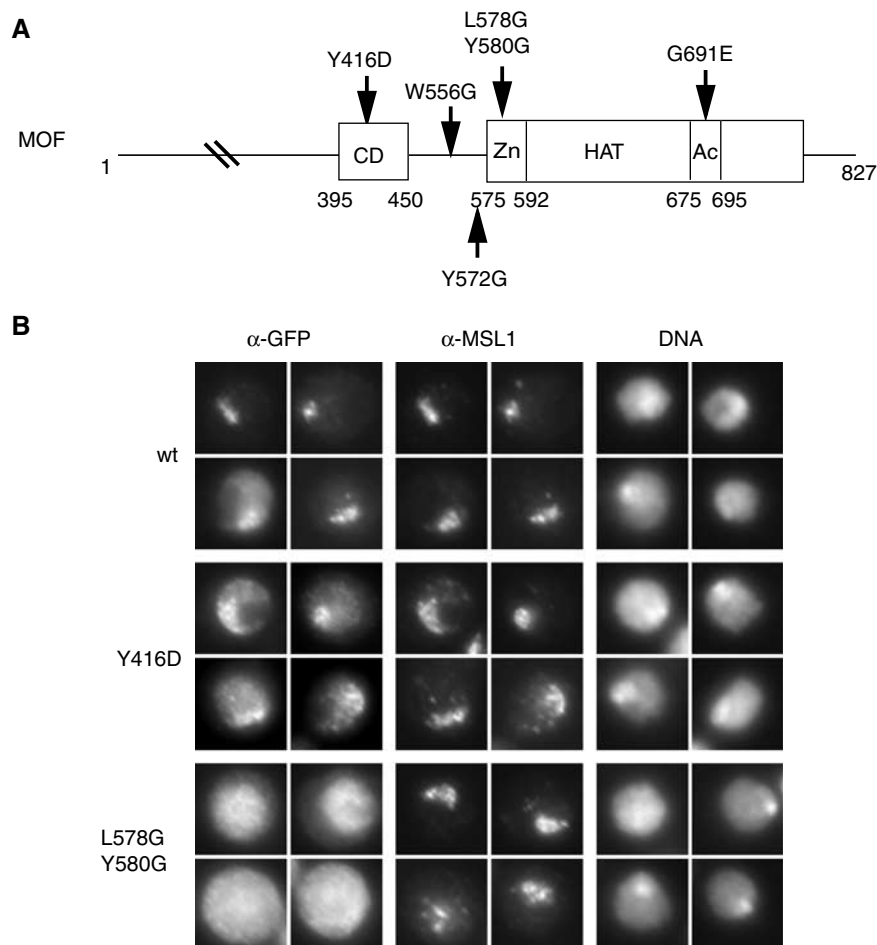 A
L578G
Y580G
Y416D
G691E
W556G
MOF
1
CD
Zn
HAT
Ac
827
395
450
575
592
675
695
Y572G
B
α-GFP
α-MSL1
DNA
wt
Y416D
L578G
Y580G